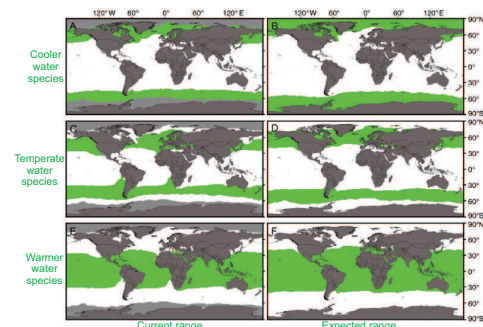 120°W 60° 0° 60° 120°E 120°W 60° 0° 60° 120°E
A B
90°N
60°
30°
0°
30°
60°
90°S
Cooler
water
species
C D
90°N
60°
30°
0°
30°
60°
90°S
Temperate
water
species
E F
90°N
60°
30°
0°
30°
60°
90°S
Warmer
water
species
Current range Expected range